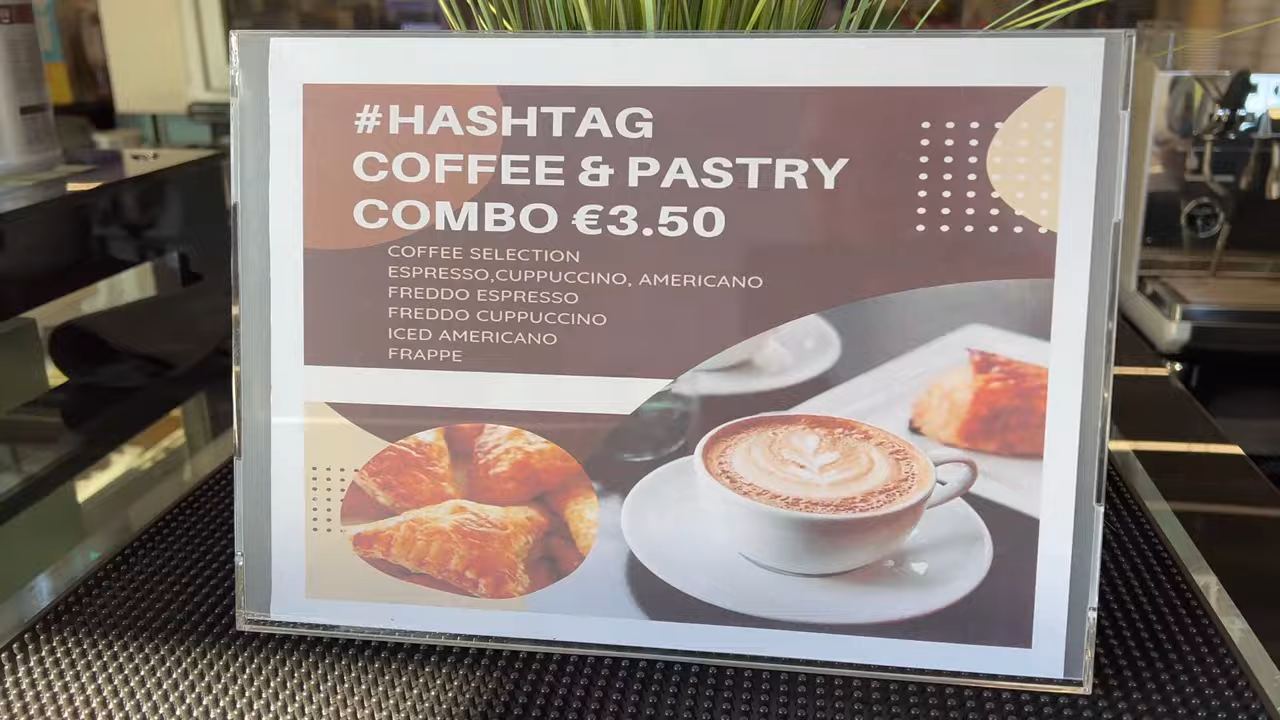 #HASHTAG
COFFEE & PASTRY
COMBO €3.50
COFFEE SELECTION
ESPRESSO,CUPPUCCINO, AMERICANO
FREDDO ESPRESSO
FREDDO CUPPUCCINO
ICED AMERICANO
FRAPPE